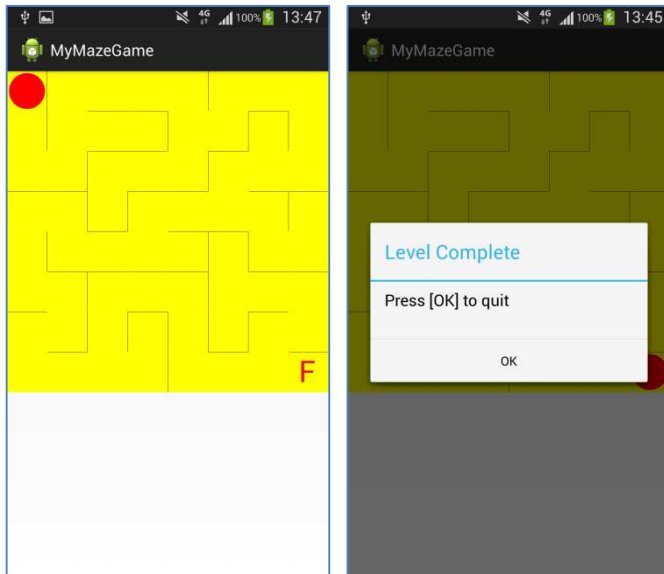 4G 100% 13:47
MyMazeGame
F
4G 100% 13:45
MyMazeGame
Level Complete
Press [OK] to quit
OK